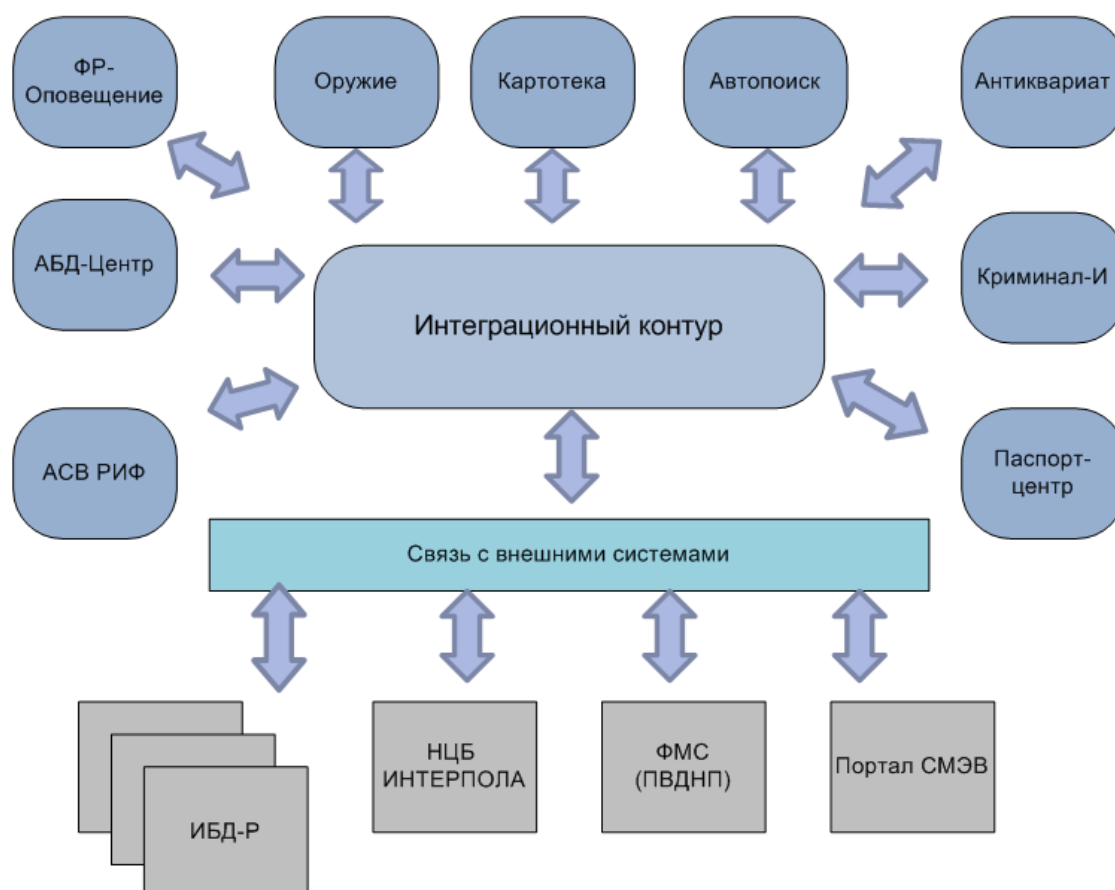 ФР-
Оповещение
Оружие
Картотека
Автопоиск
Антиквариат
АБД-Центр
Криминал-И
Интеграционный контур
АСВ РИФ
Паспорт-
центр
Связь с внешними системами
ИБД-Р
НЦБ
ИНТЕРПОЛА
ФМС
(ПВДНП)
Портал СМЭВ